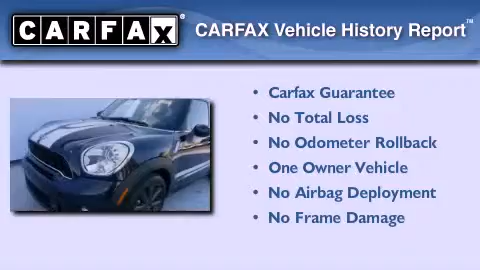 CARFAX® CARFAX Vehicle History Report™
• Carfax Guarantee
• No Total Loss
• No Odometer Rollback
• One Owner Vehicle
• No Airbag Deployment
• No Frame Damage